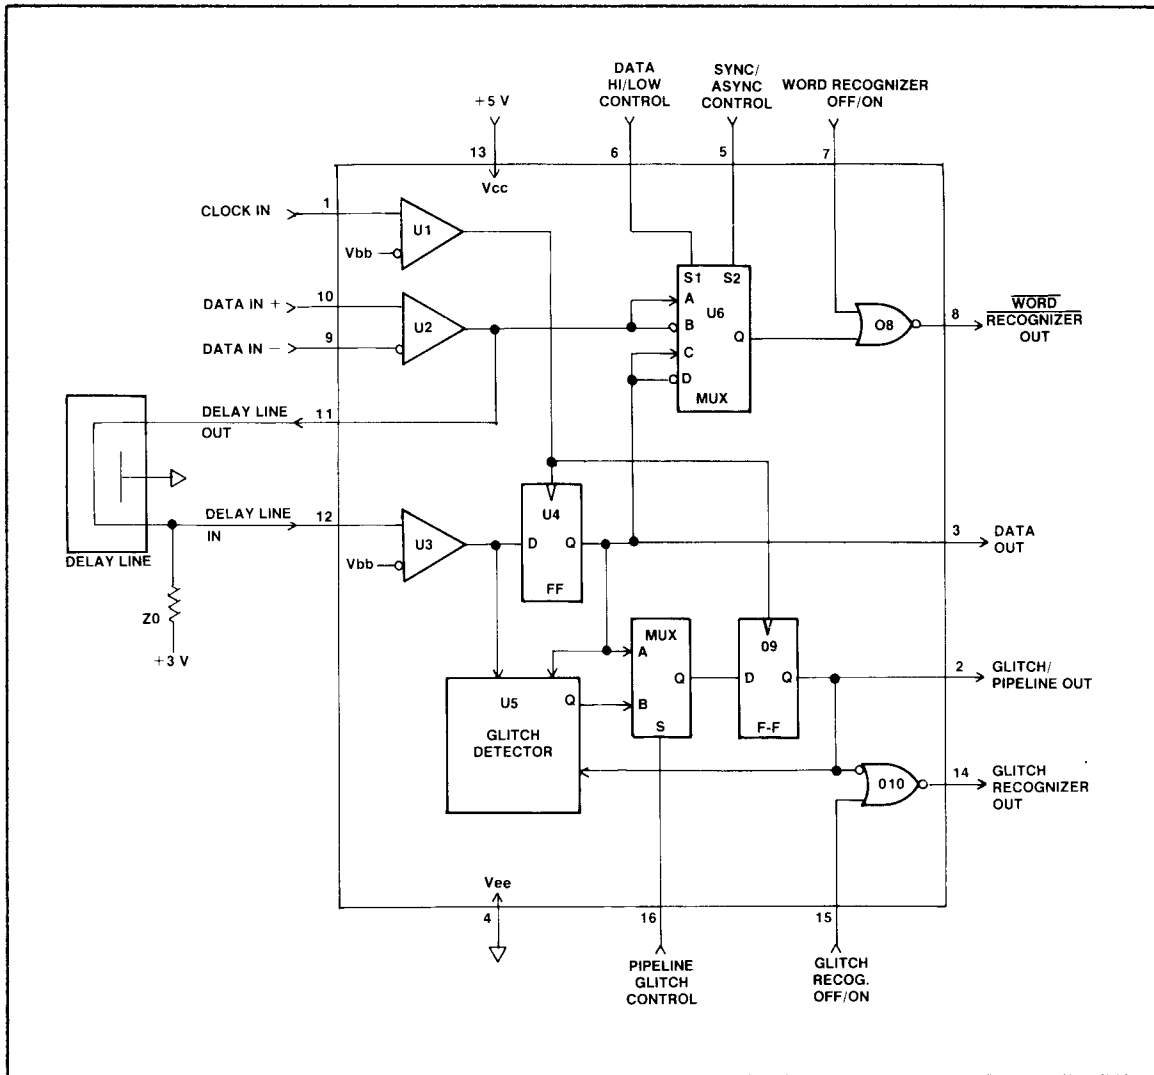 DATA
HI/LOW
CONTROL
SYNC/
ASYNC
CONTROL
WORD RECOGNIZER
OFF/ON
+5 V
13
6
5
7
Vcc
CLOCK IN
1
U1
Vbb
S1 S2
A
B
C
D
U6
Q
MUX
DATA IN +
10
U2
DATA IN −
9
O8
8
WORD
RECOGNIZER
OUT
DELAY LINE
OUT
11
DELAY LINE
IN
12
U3
Vbb
U4
D Q
FF
3
DATA
OUT
DELAY LINE
Z0
+3 V
MUX
A
B
Q
S
09
D Q
F-F
2
GLITCH/
PIPELINE OUT
U5
Q
GLITCH
DETECTOR
010
14
GLITCH
RECOGNIZER
OUT
Vee
4
16
15
PIPELINE
GLITCH
CONTROL
GLITCH
RECOG.
OFF/ON